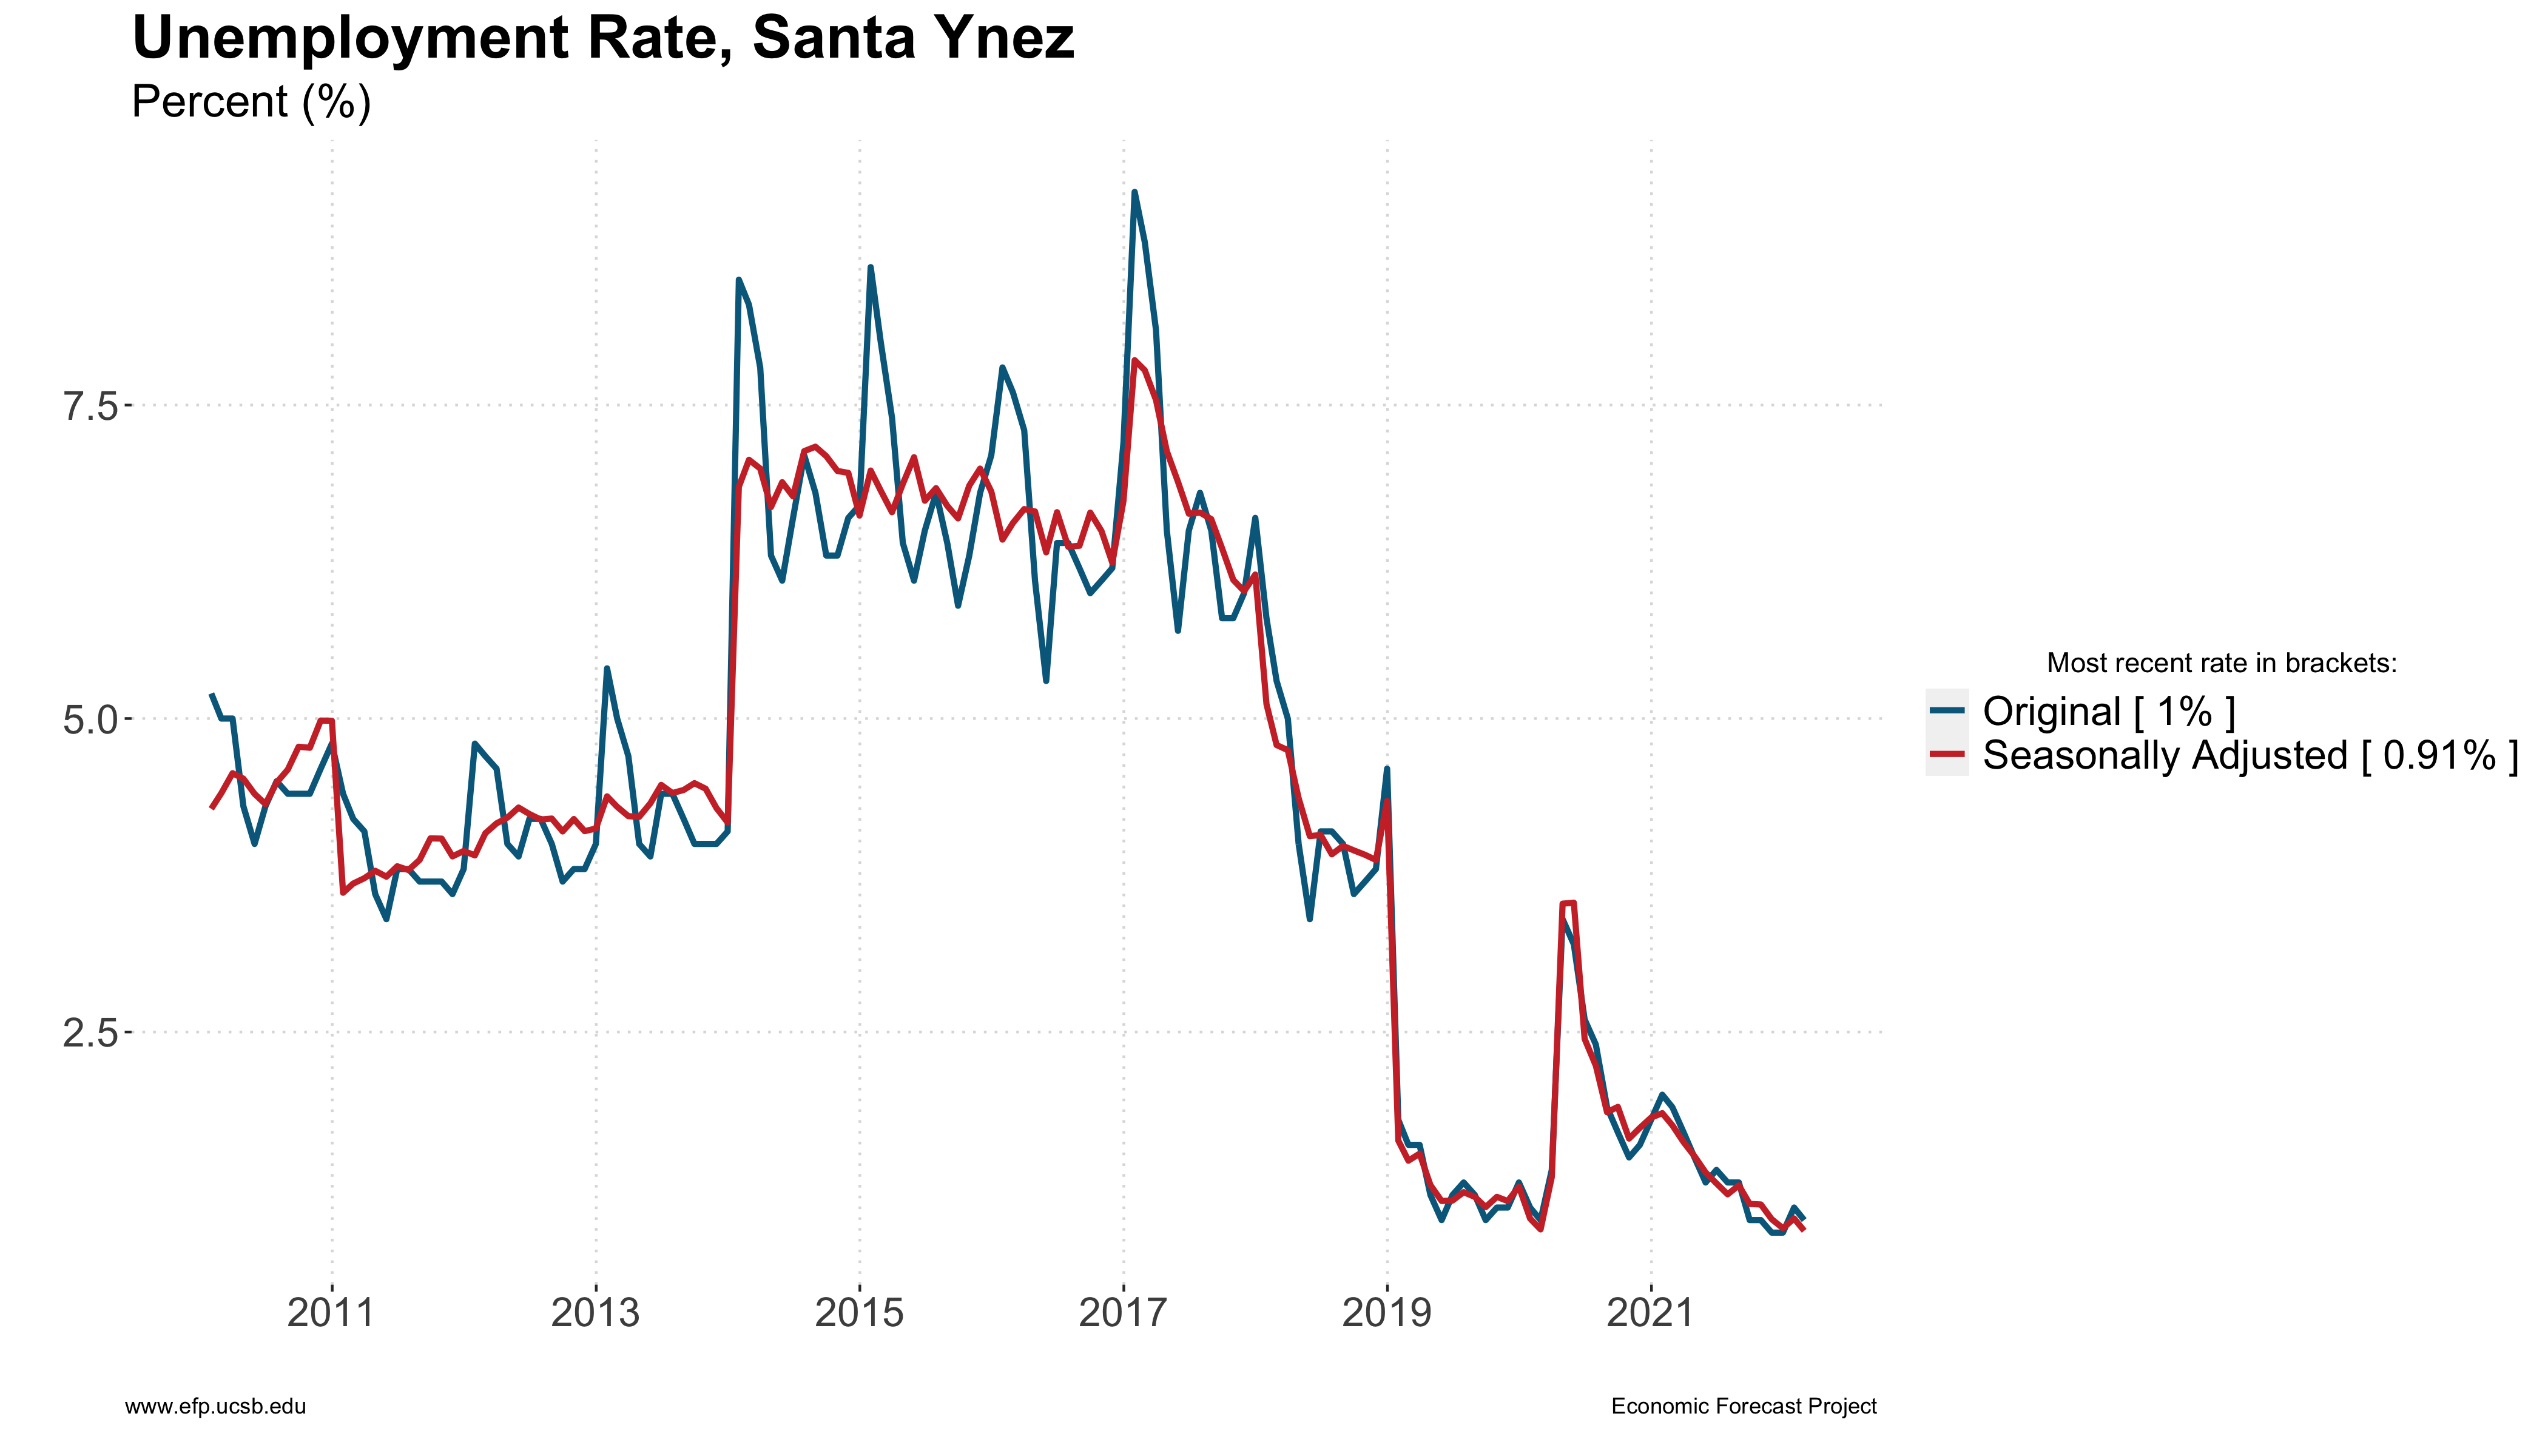 Unemployment Rate, Santa Ynez
Percent (%)
7.5
5.0
2.5
2011 2013 2015 2017 2019 2021
Most recent rate in brackets:
Original [ 1% ]
Seasonally Adjusted [ 0.91% ]
www.efp.ucsb.edu
Economic Forecast Project